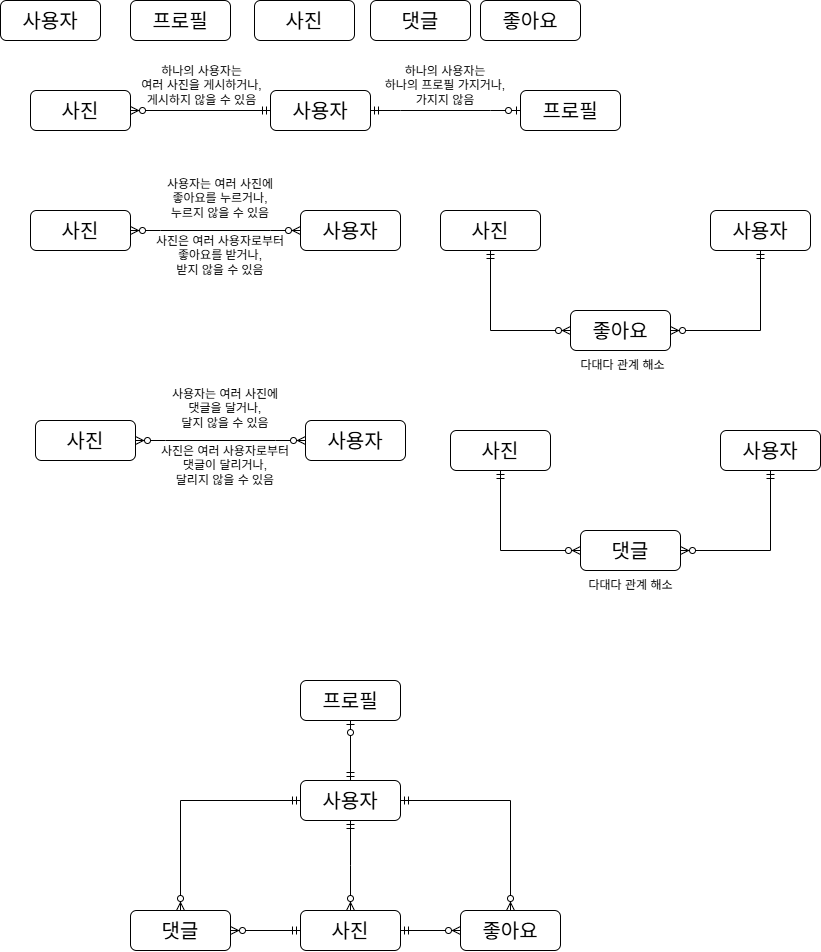 사용자
프로필
사진
댓글
좋아요
하나의 사용자는
여러 사진을 게시하거나,
게시하지 않을 수 있음
하나의 사용자는
하나의 프로필 가지거나,
가지지 않음
사진
사용자
프로필
사용자는 여러 사진에
좋아요를 누르거나,
누르지 않을 수 있음
사진
사용자
사진은 여러 사용자로부터
좋아요를 받거나,
받지 않을 수 있음
사진
사용자
좋아요
다대다 관계 해소
사용자는 여러 사진에
댓글을 달거나,
달지 않을 수 있음
사진
사용자
사진은 여러 사용자로부터
댓글이 달리거나,
달리지 않을 수 있음
사진
사용자
댓글
다대다 관계 해소
프로필
사용자
댓글
사진
좋아요